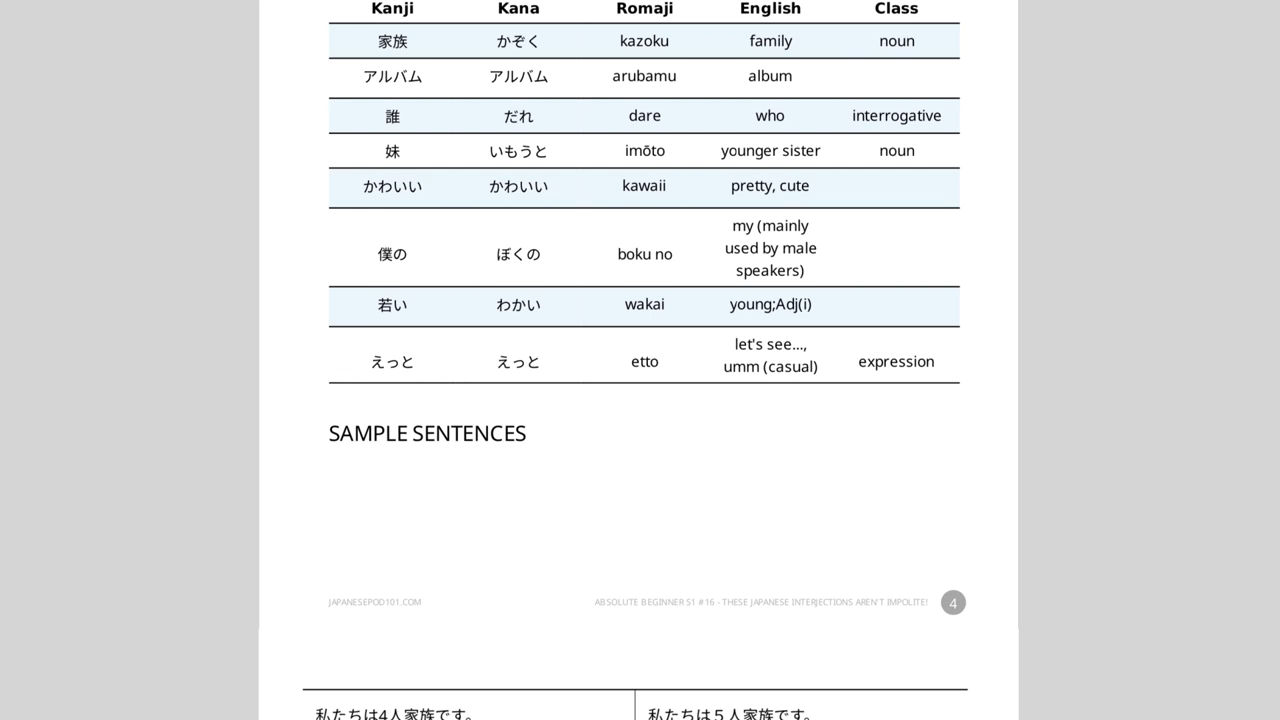 Kanji Kana Romaji English Class
家族 かぞく kazoku family noun
アルバム アルバム arubamu album
誰 だれ dare who interrogative
妹 いもうと imōto younger sister noun
かわいい かわいい kawaii pretty, cute
僕の ぼくの boku no my (mainly
used by male
speakers)
若い わかい wakai young;Adj(i)
えっと えっと etto let's see...,
umm (casual) expression
SAMPLE SENTENCES
JAPANESEPOD101.COM ABSOLUTE BEGINNER S1 #16 - THESE JAPANESE INTERJECTIONS AREN'T IMPOLITE! 4
私たちは4人家族です。 私たちは５人家族です。